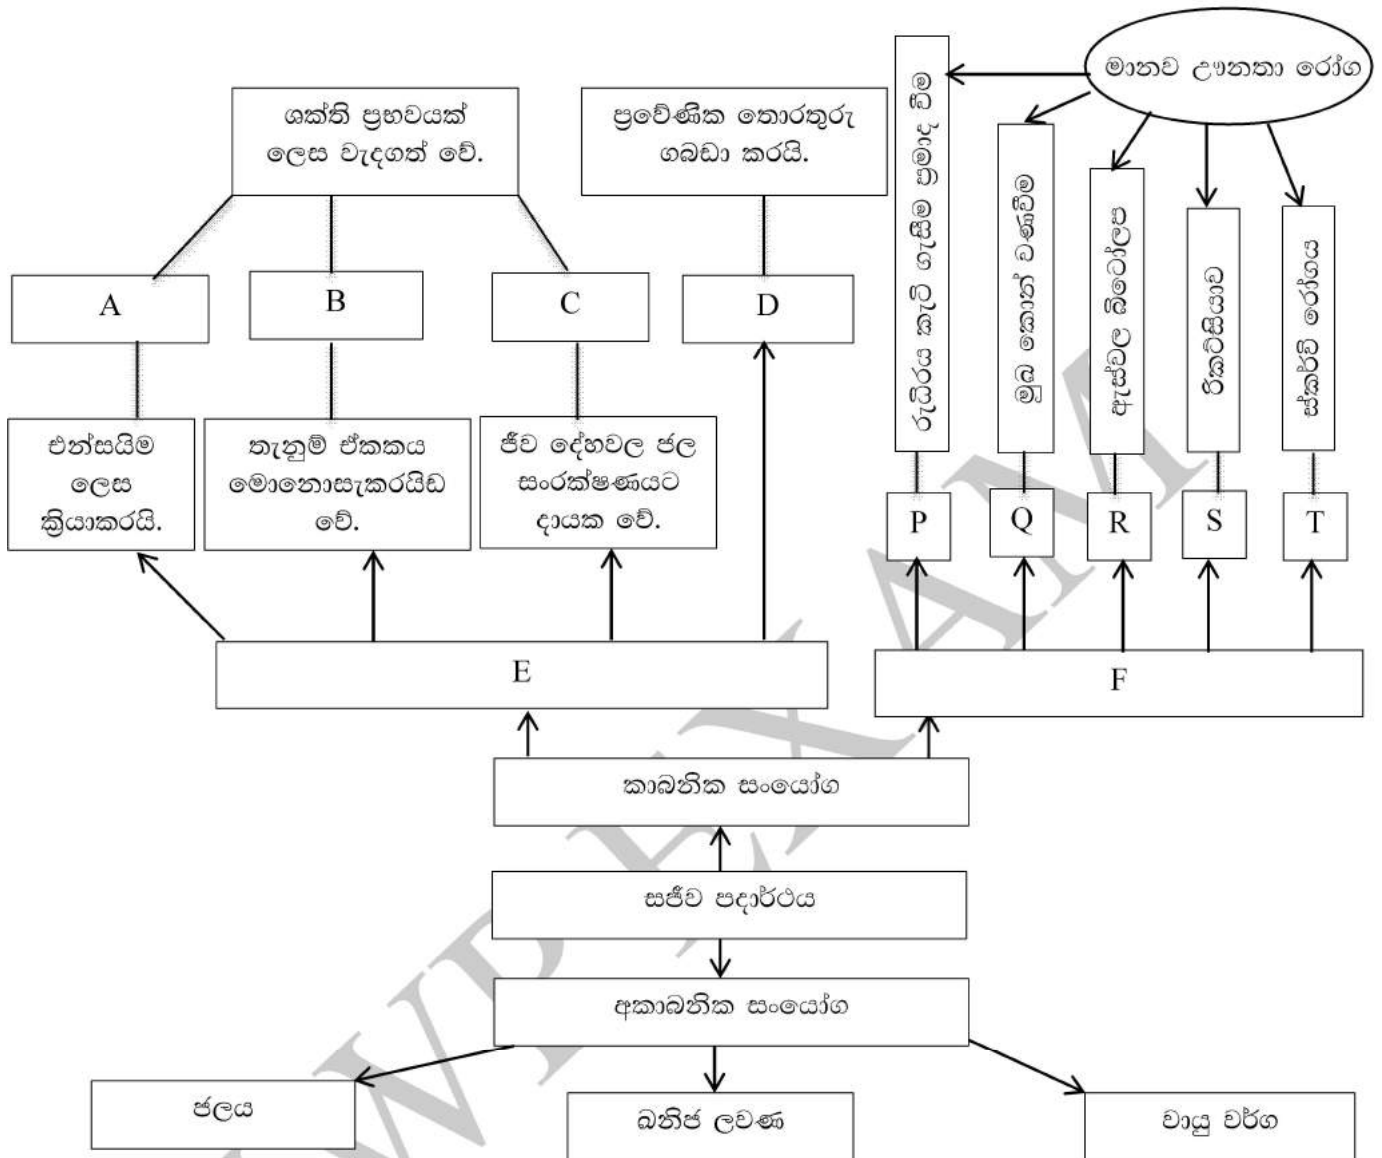 මානව ඌනතා රෝග
ශක්ති ප්‍රභවයක්
ලෙස වැදගත් වේ.
ප්‍රවේණික තොරතුරු
ගබඩා කරයි.
රුධිරය කැටි ගැසීම ප්‍රමාද වීම
මුඛ කොන් වණවීම
ඇස්වල බිටෝලප
රිකට්සියාව
ස්කර්වි රෝගය
A
B
C
D
එන්සයිම
ලෙස
ක්‍රියාකරයි.
තැනුම් ඒකකය
මොනොසැකරයිඩ
වේ.
ජීව දේහවල ජල
සංරක්ෂණයට
දායක වේ.
P
Q
R
S
T
E
F
කාබනික සංයෝග
සජීව පදාර්ථය
අකාබනික සංයෝග
ජලය
ඛනිජ ලවණ
වායු වර්ග